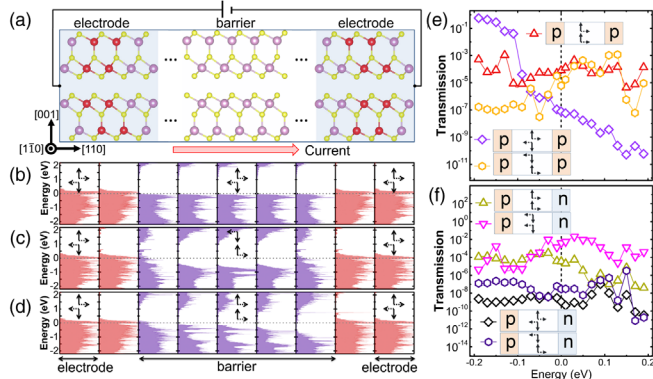 (a) electrode barrier electrode
... ...
... ...
[001]
[11̄0] [110] Current
(b) Energy (eV) 2 1 0 -1 -2
(c) Energy (eV) 2 1 0 -1 -2
(d) Energy (eV) 2 1 0 -1 -2
electrode barrier electrode
(e)
Transmission
10⁻¹
10⁻³
10⁻⁵
10⁻⁷
10⁻⁹
10⁻¹¹
p p
p p
p p
(f)
Transmission
10²
10⁰
10⁻²
10⁻⁴
10⁻⁶
10⁻⁸
10⁻¹⁰
10⁻¹²
10⁻¹⁴
p n
p n
p n
p n
-0.2 -0.1 0.0 0.1 0.2
Energy (eV)